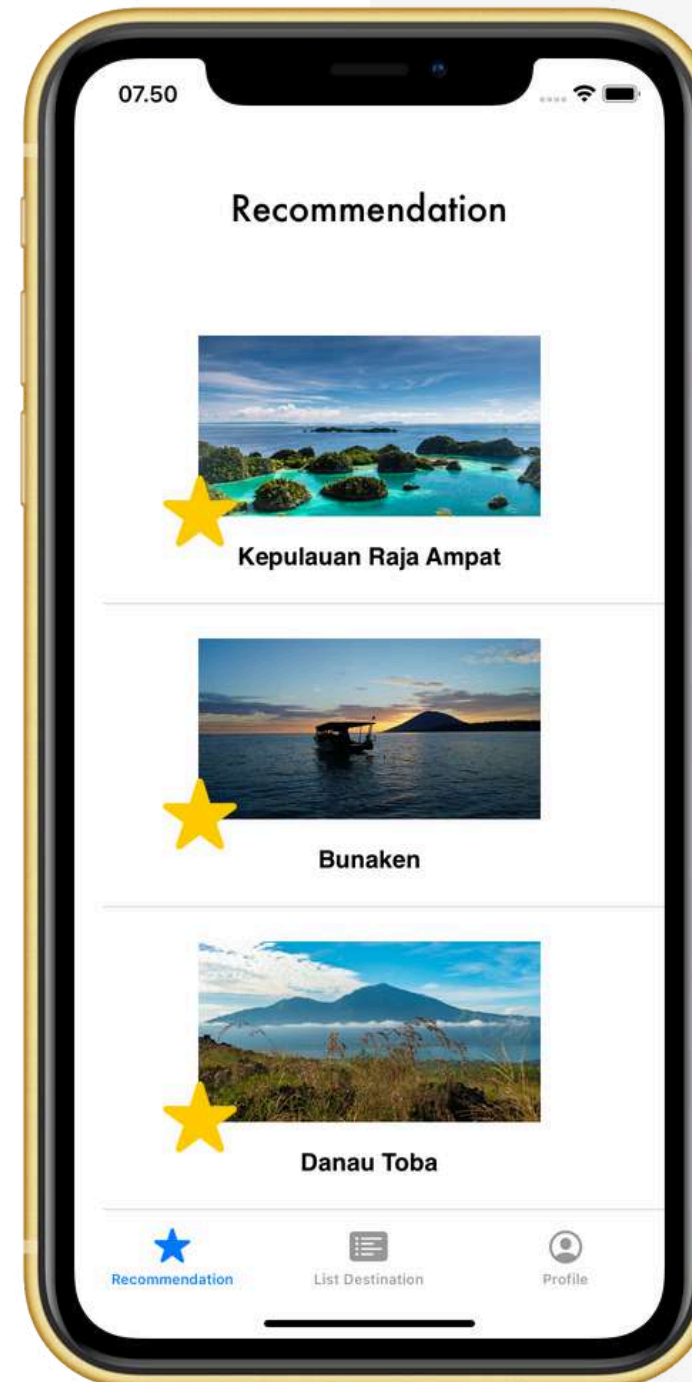 07.50
Recommendation
Kepulauan Raja Ampat
Bunaken
Danau Toba
Recommendation
List Destination
Profile